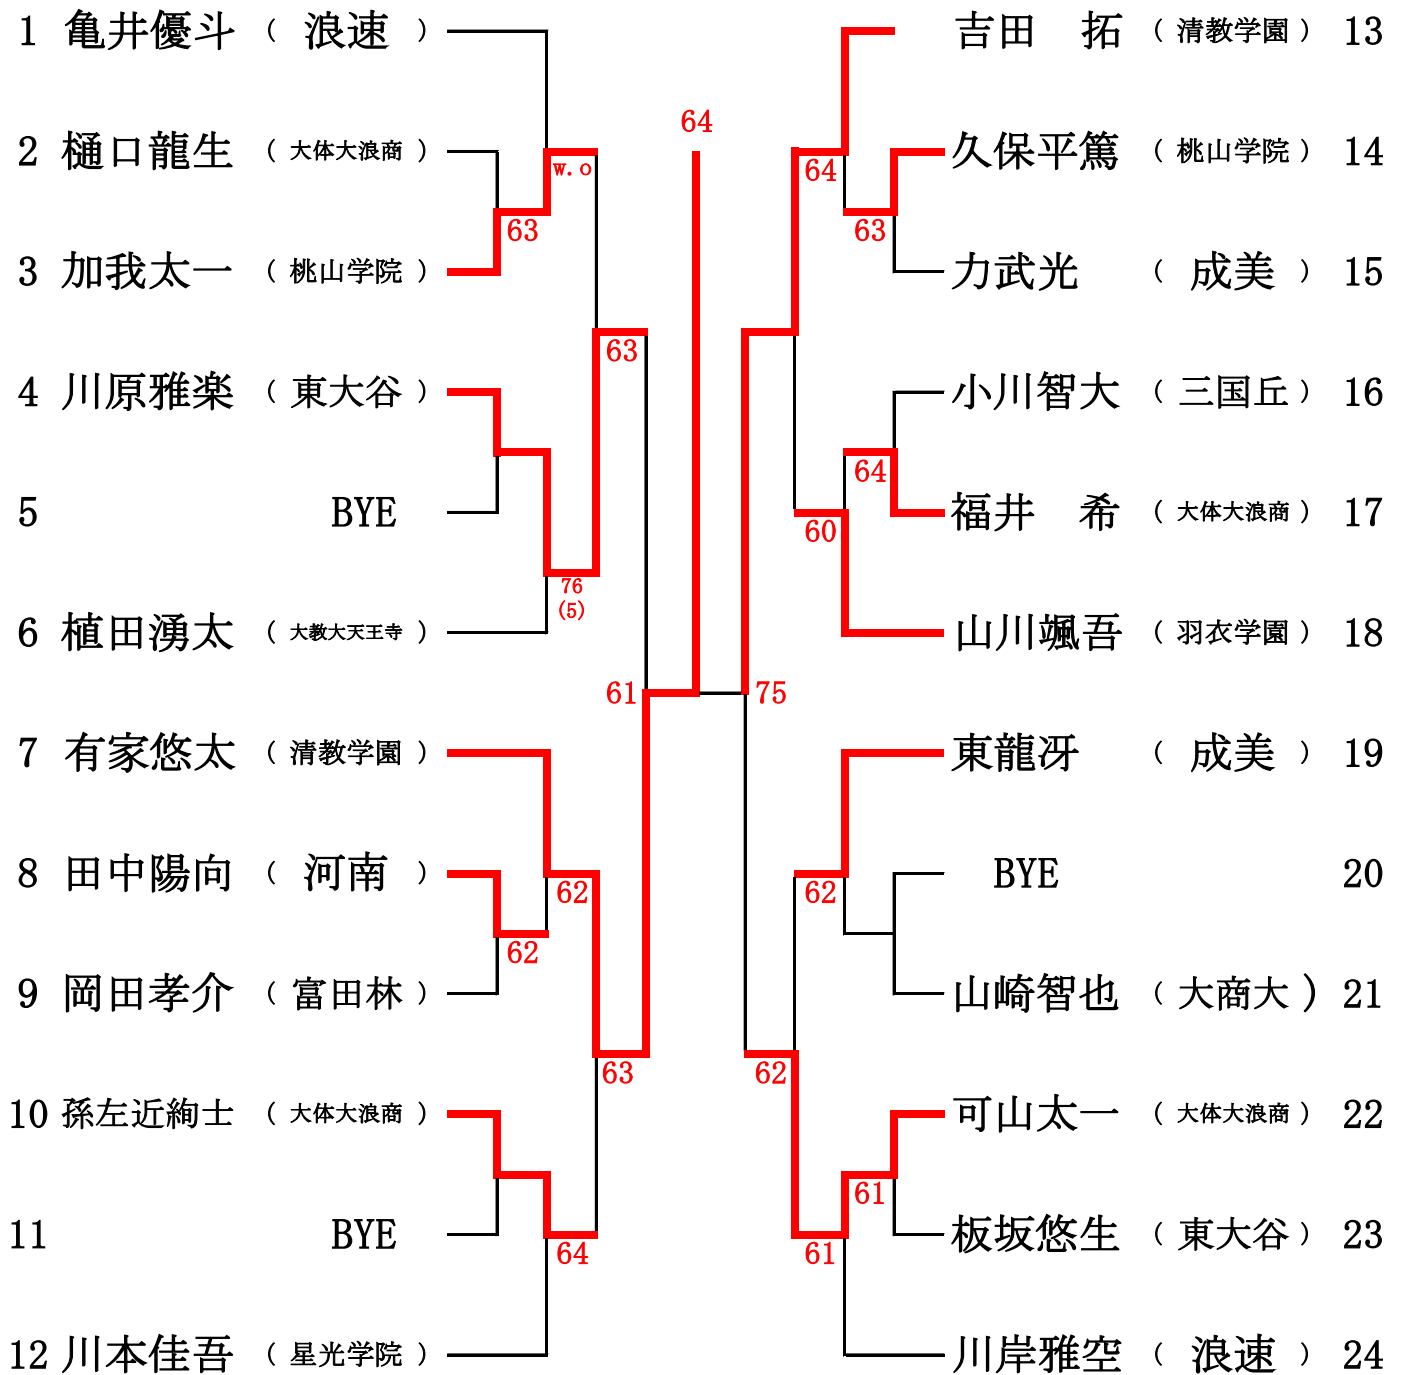 1 亀井優斗 ( 浪速 )
2 樋口龍生 ( 大体大浪商 )
3 加我太一 ( 桃山学院 )
4 川原雅楽 ( 東大谷 )
5 BYE
6 植田湧太 ( 大教大天王寺 )
7 有家悠太 ( 清教学園 )
8 田中陽向 ( 河南 )
9 岡田孝介 ( 富田林 )
10 孫左近絢士 ( 大体大浪商 )
11 BYE
12 川本佳吾 ( 星光学院 )
w.o
63
63
76
(5)
61
62
62
63
64
64
75
64
63
64
60
62
62
61
61
吉田 拓 ( 清教学園 ) 13
久保平篤 ( 桃山学院 ) 14
力武光 ( 成美 ) 15
小川智大 ( 三国丘 ) 16
福井 希 ( 大体大浪商 ) 17
山川颯吾 ( 羽衣学園 ) 18
東龍冴 ( 成美 ) 19
BYE 20
山崎智也 ( 大商大 ) 21
可山太一 ( 大体大浪商 ) 22
板坂悠生 ( 東大谷 ) 23
川岸雅空 ( 浪速 ) 24